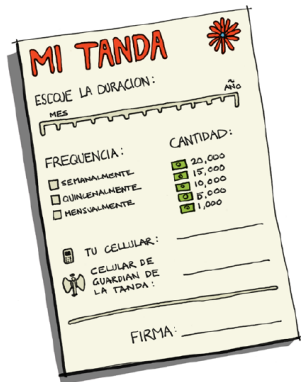 MI TANDA
ESCOJE LA DURACION:
MES AÑO
FREQUENCIA:
SEMANALMENTE
QUINCENALMENTE
MENSUALMENTE
CANTIDAD:
20,000
15,000
10,000
5,000
1,000
TU CELLULAR:
CELULAR DE
GUARDIAN DE
LA TANDA:
FIRMA: